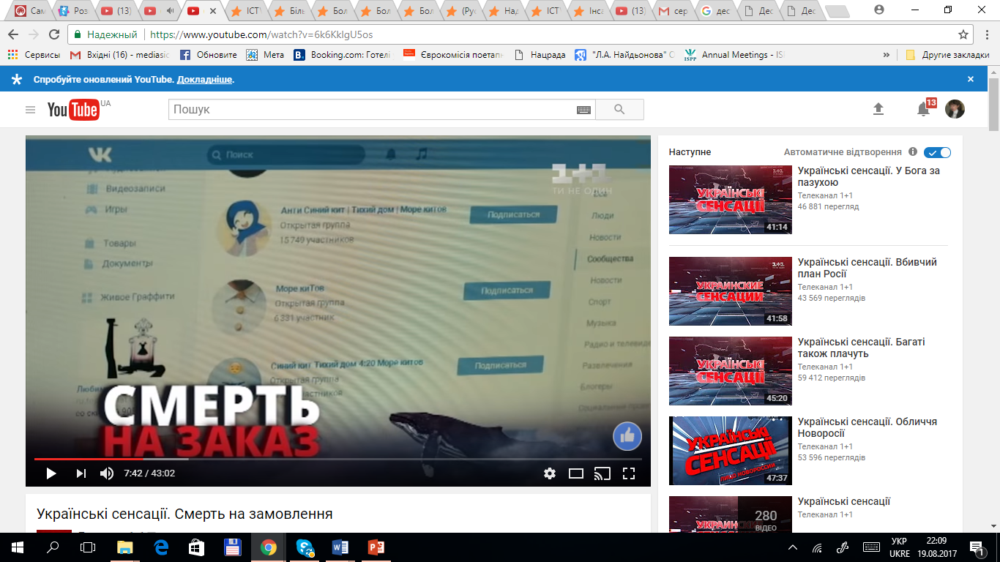 Сам
Роз
(13)
ICT
Біль
Бол
Бол
Бол
(Рус
Над
ICT
Інса
(13)
сер
дес
Дес
Дес
Надежный
https://www.youtube.com/watch?v=6k6KkIgU5os
Сервисы
Вхідні (16) - mediasic
Обновите
Мета
Booking.com: Готелі
Єврокомісія поетап
Нацрада
"Л.А. Найдьонова" С
Annual Meetings - IS
»
Другие закладки
Спробуйте оновлений YouTube. Докладніше.
YouTube UA
Пошук
13
VK
Поиск
1+1
ТИ НЕ ОДИН
Видеозаписи
Игры
Товары
Документы
Живое Граффити
Анти Синий кит | Тихий дом | Море китов
Открытая группа
15 749 участников
Подписаться
Море киТов
Открытая группа
6 331 участник
Подписаться
Синий кит Тихий дом 4:20 Море китов
Открытая группа
Подписаться
Все
Люди
Новости
Сообщества
Новости
Спорт
Музыка
Радио и телевиде
Развлечения
Блогеры
СМЕРТЬ
НА ЗАКАЗ
7:42 / 43:02
Українські сенсації. Смерть на замовлення
Наступне
Автоматичне відтворення
УКРАЇНСЬКІ
СЕНСАЦІЇ
41:14
Українські сенсації. У Бога за
пазухою
Телеканал 1+1
46 881 перегляд
1+1
УКРАИНСКИЕ
СЕНСАЦИИ
41:58
Українські сенсації. Вбивчий
план Росії
Телеканал 1+1
43 569 переглядів
УКРАЇНСЬКІ
СЕНСАЦІЇ
45:20
Українські сенсації. Багаті
також плачуть
Телеканал 1+1
59 412 переглядів
УКРАЇНСЬКІ
СЕНСАЦІЇ
ЛИЦО НОВОРОССИИ
47:37
Українські сенсації. Обличчя
Новоросії
Телеканал 1+1
53 596 переглядів
280
ВІДЕО
Українські сенсації
Телеканал 1+1
УКР
UKRE
22:09
19.08.2017
1